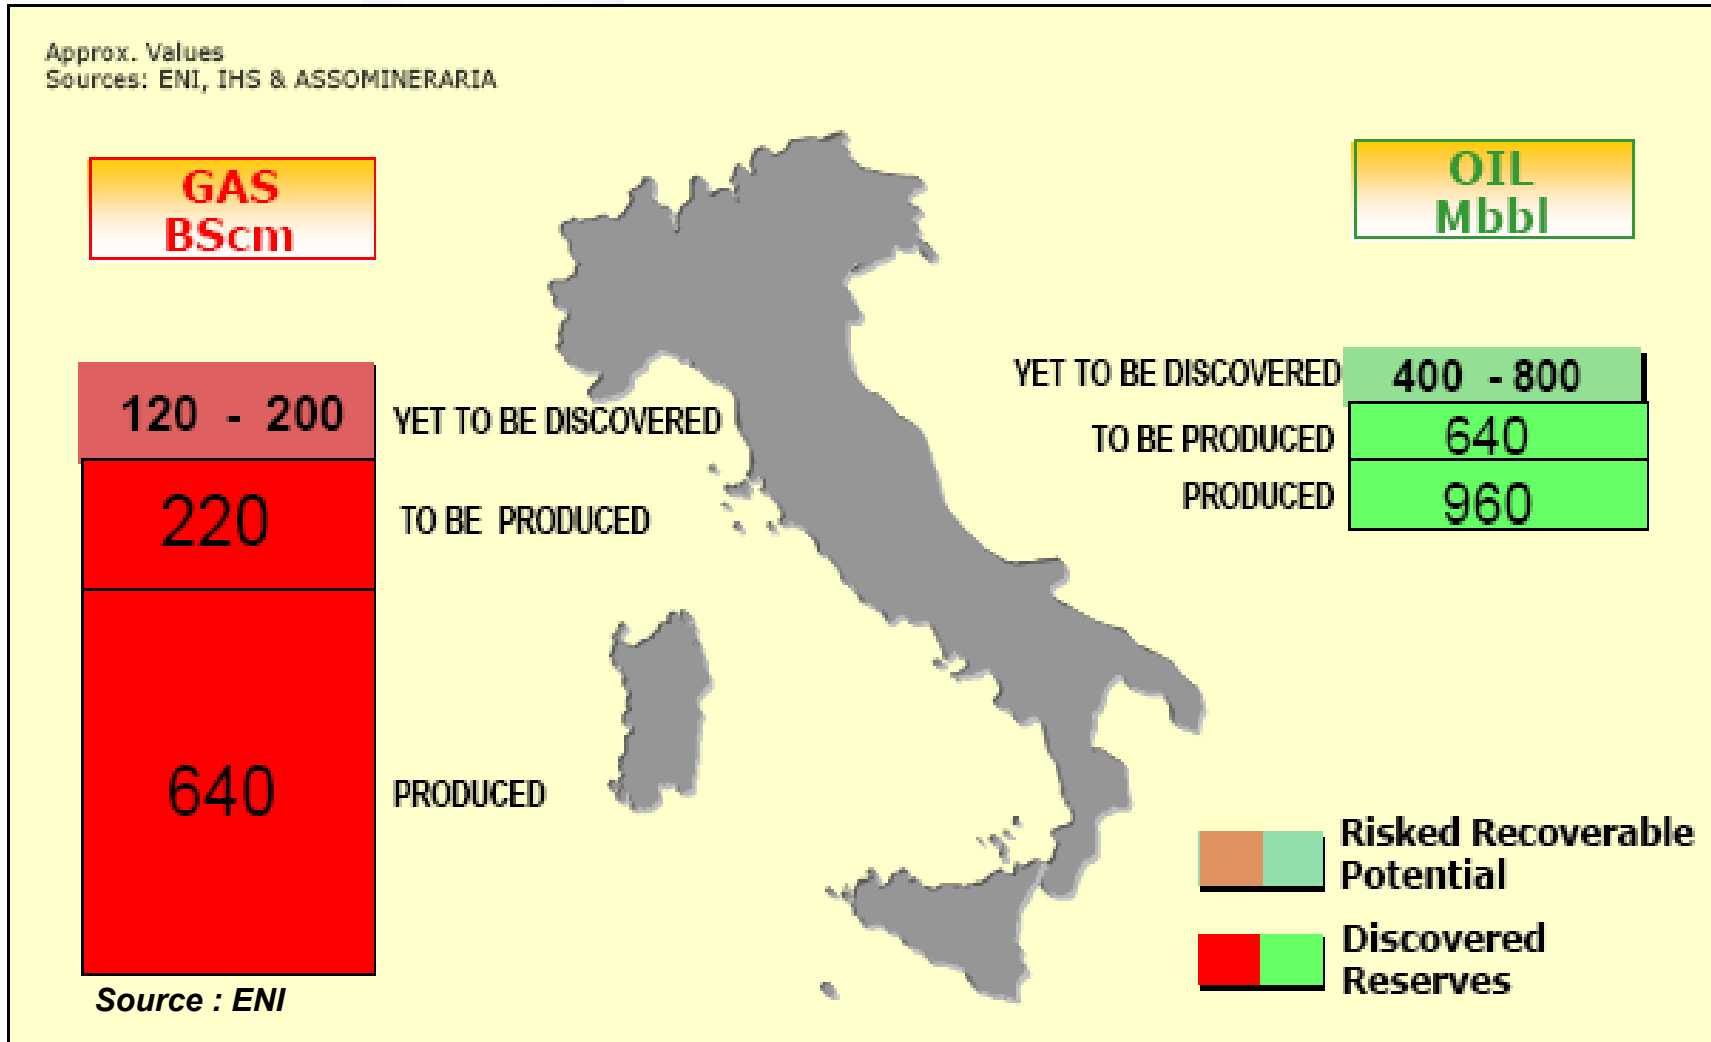 Approx. Values
Sources: ENI, IHS & ASSOMINERARIA
GAS
BScm
OIL
Mbbl
120 - 200 YET TO BE DISCOVERED
220 TO BE PRODUCED
640 PRODUCED
YET TO BE DISCOVERED 400 - 800
TO BE PRODUCED 640
PRODUCED 960
Risked Recoverable
Potential
Discovered
Reserves
Source : ENI